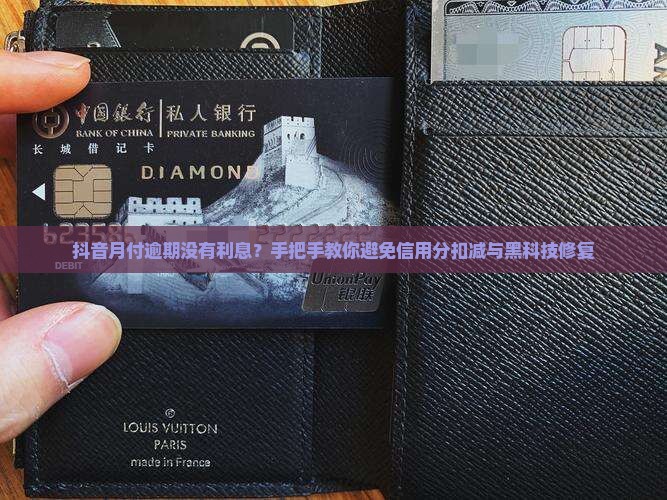 中国银行 私人银行
BANK OF CHINA PRIVATE BANKING
长城借记卡
DIAMOND
抖音月付逾期没有利息？手把手教你避免信用分扣减与黑科技修复
DEBIT
UnionPay
银联
LOUIS VUITTON
PARIS
made in France